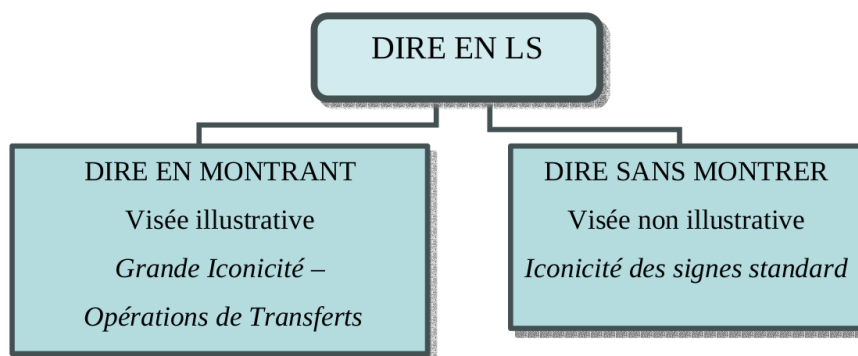 DIRE EN LS
DIRE EN MONTRANT
Visée illustrative
Grande Iconicité –
Opérations de Transferts
DIRE SANS MONTRER
Visée non illustrative
Iconicité des signes standard